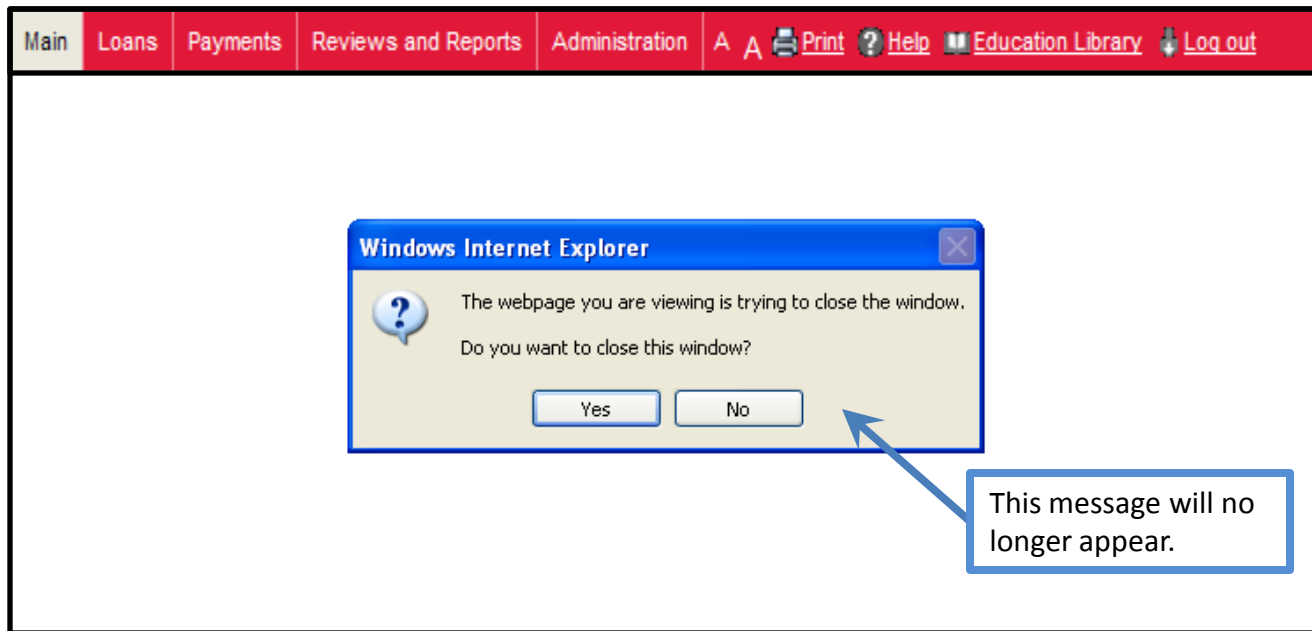 Main Loans Payments Reviews and Reports Administration A A Print ? Help Education Library Log out
Windows Internet Explorer
? The webpage you are viewing is trying to close the window.
Do you want to close this window?
Yes No
This message will no
longer appear.